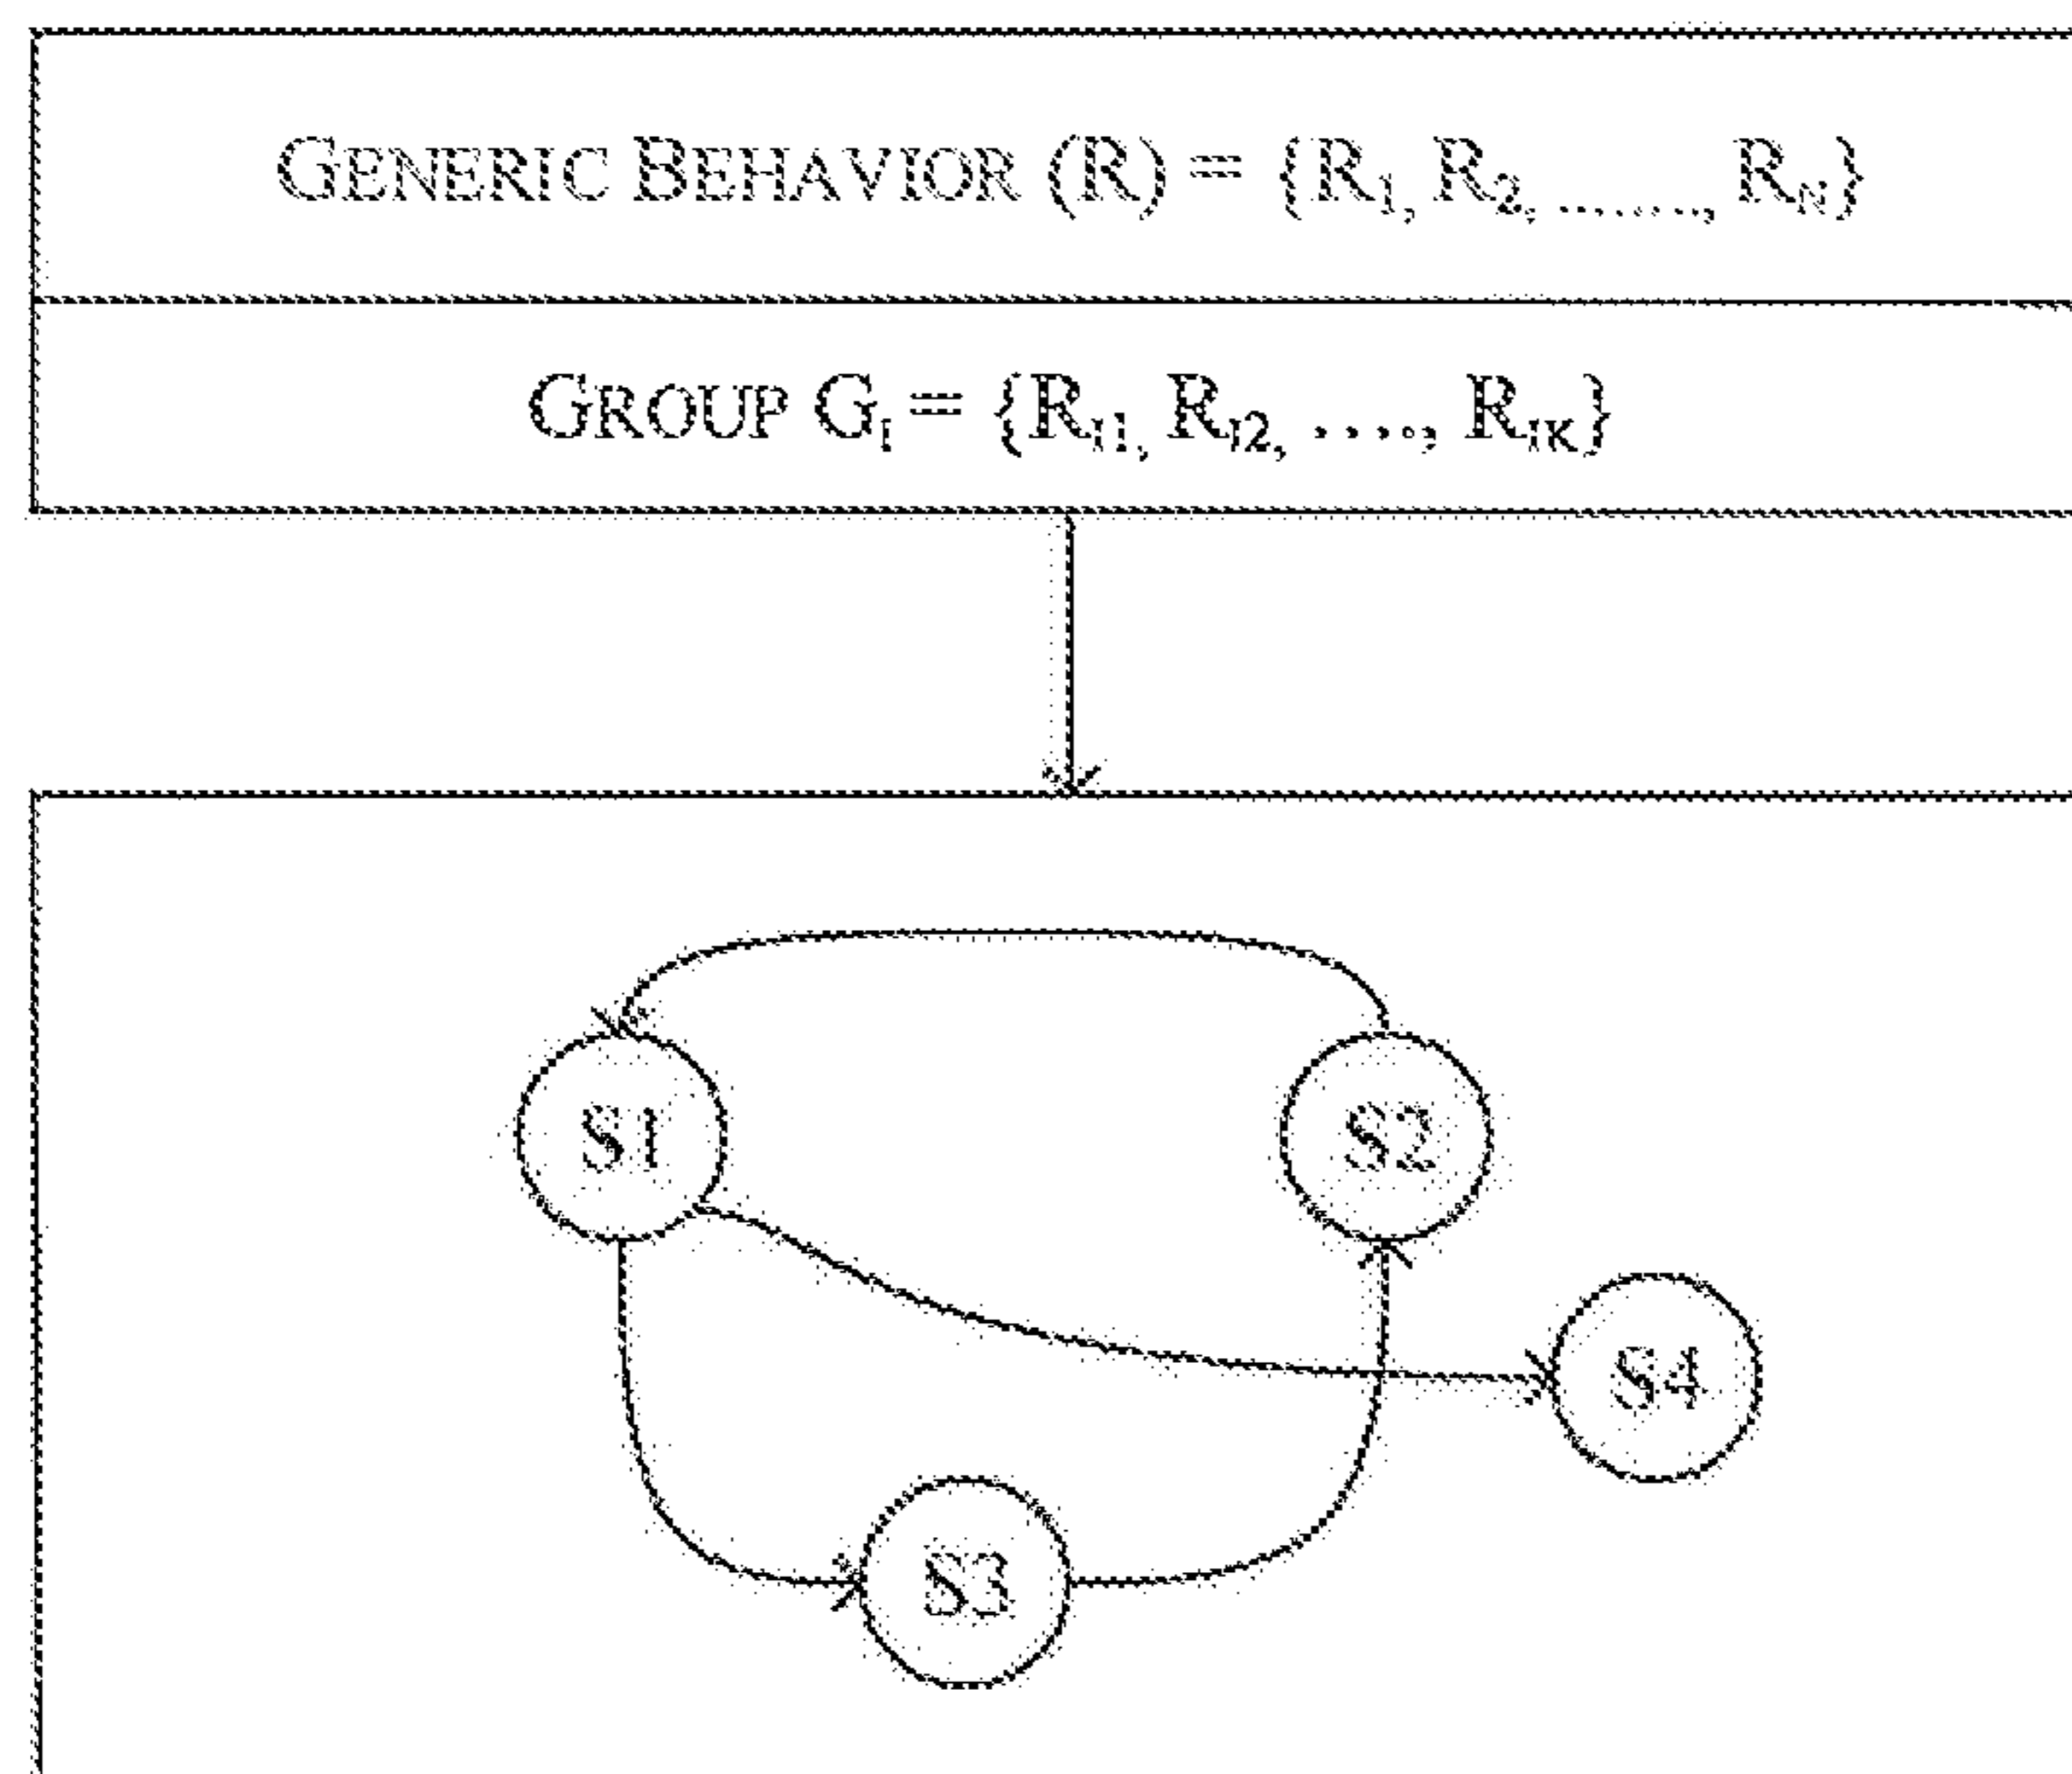 GENERIC BEHAVIOR (R) = {R1, R2, ......., RN}
GROUP GI = {RI1, RI2, ...., RIK}
S1
S2
S4
S3